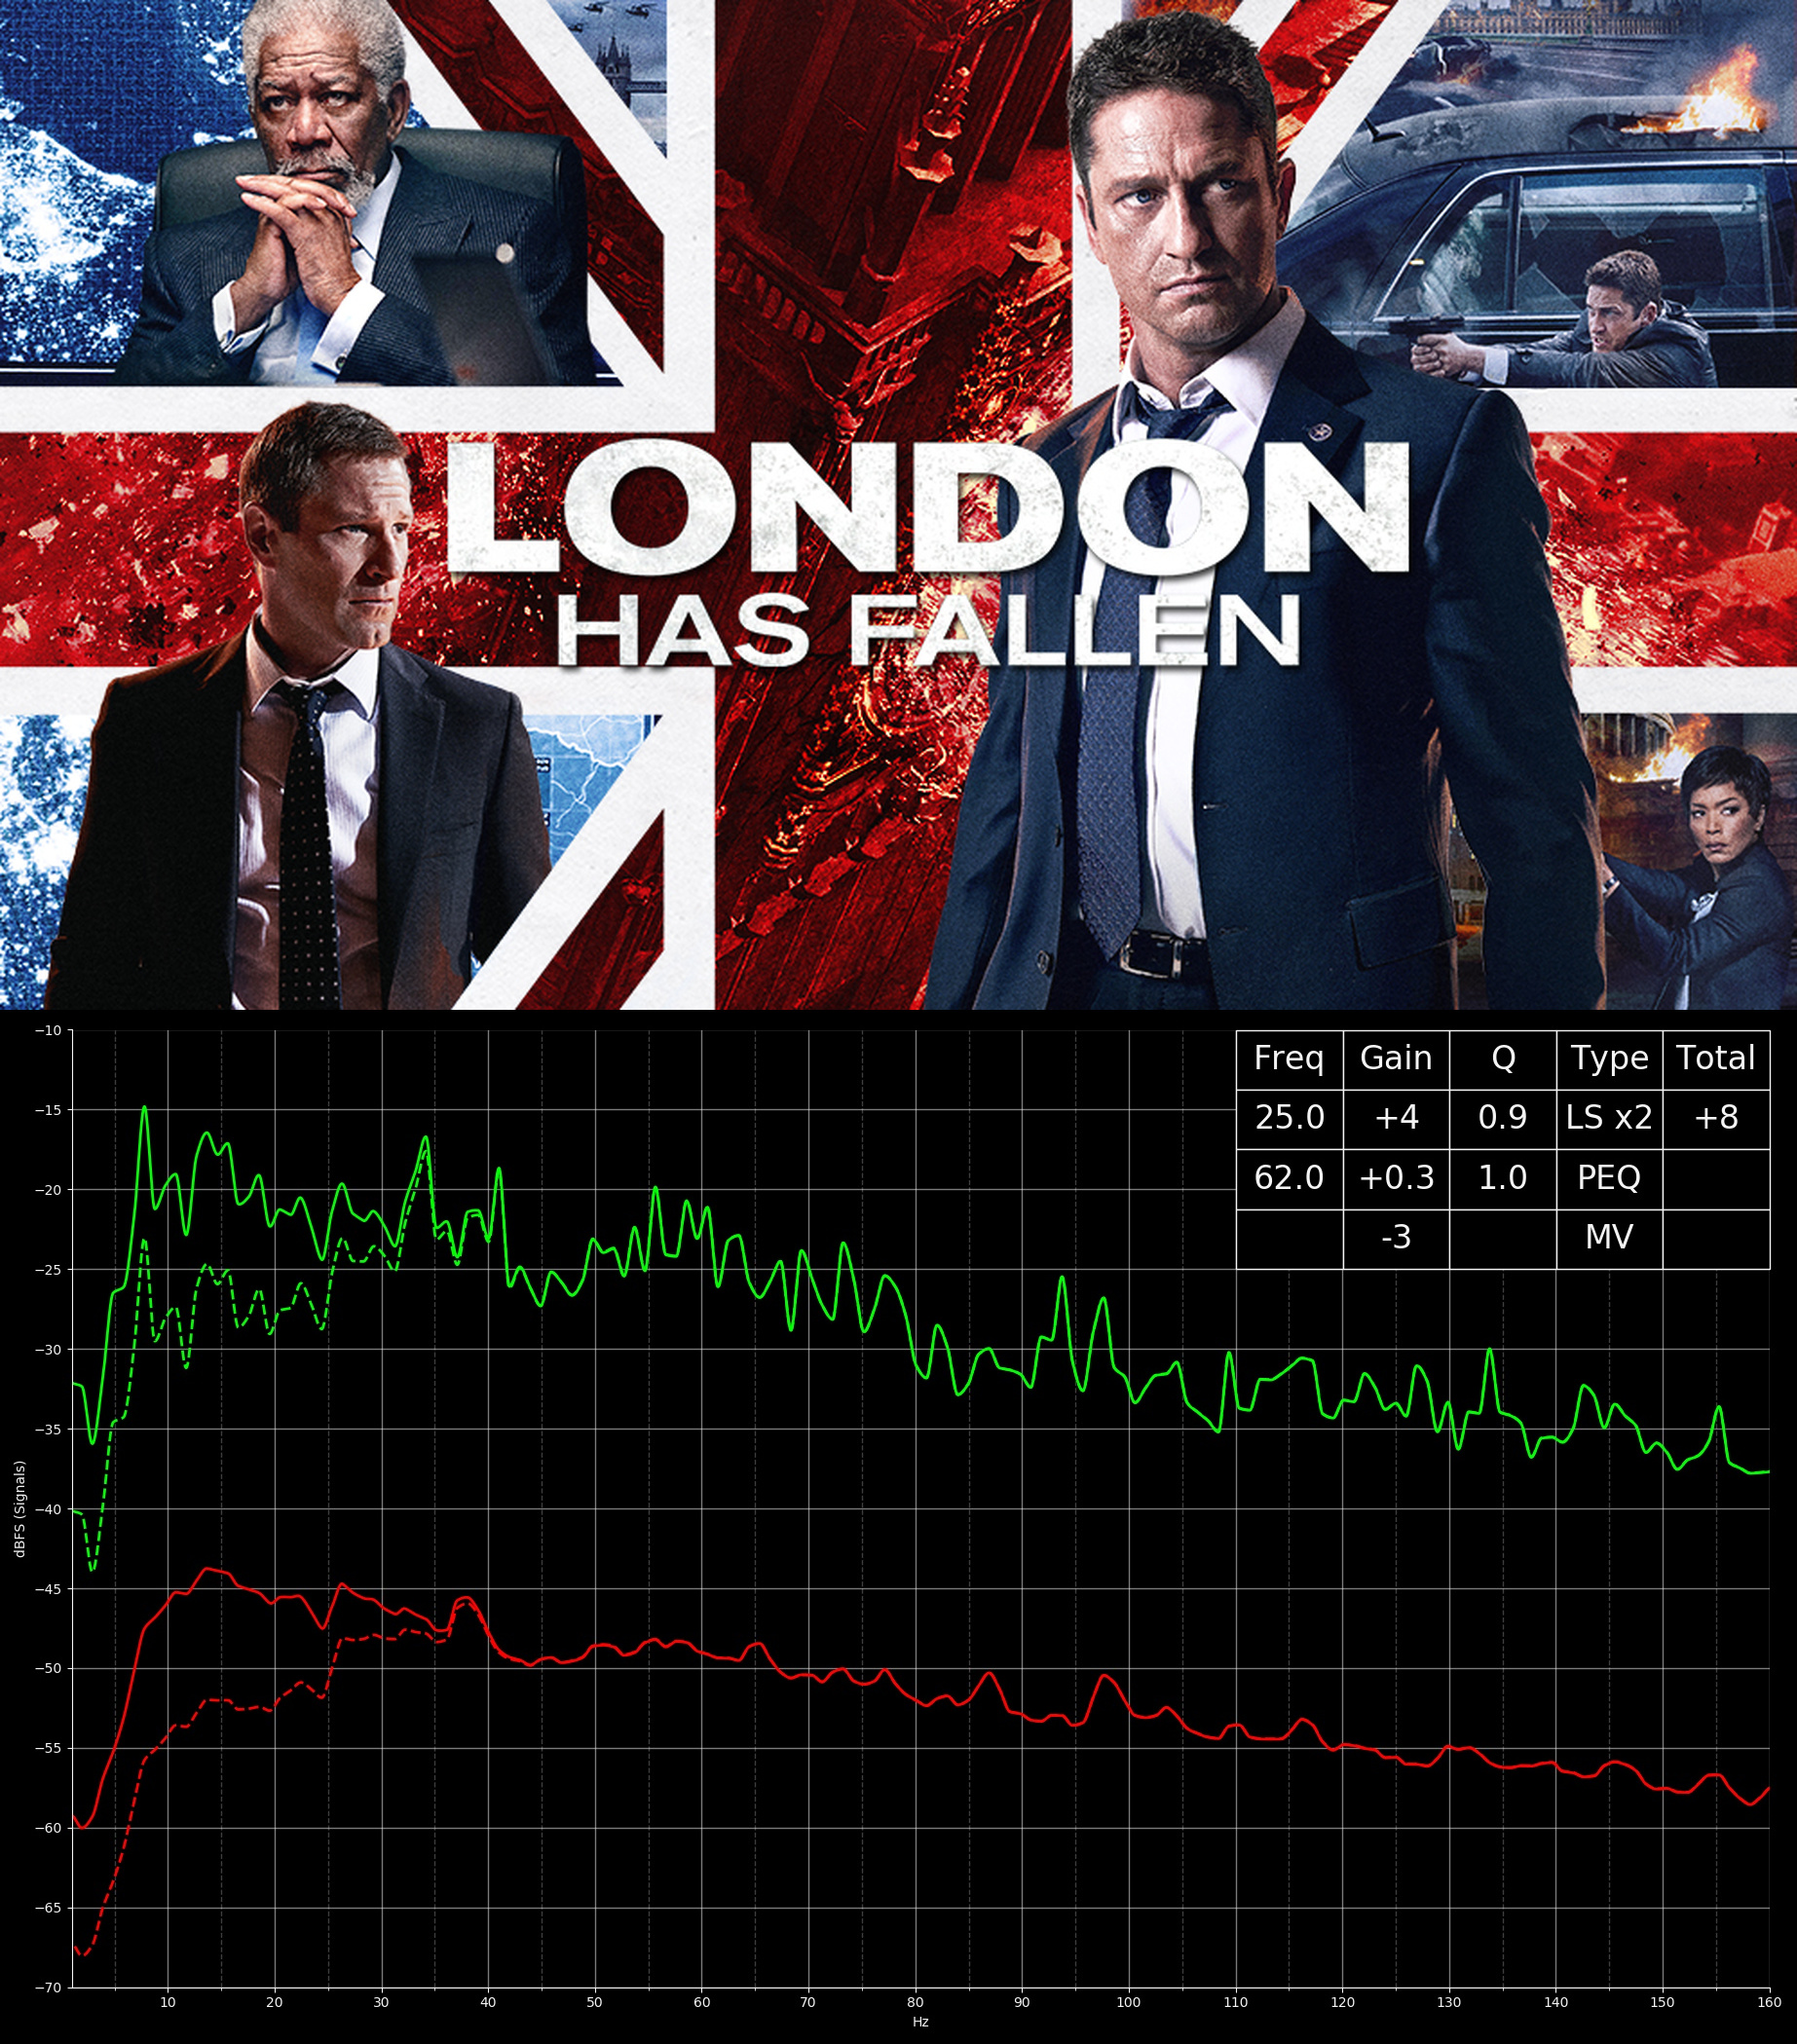 LONDON
HAS FALLEN
Freq Gain Q Type Total
25.0 +4 0.9 LS x2 +8
62.0 +0.3 1.0 PEQ
-3 MV
−10
−15
−20
−25
−30
−35
−40
−45
−50
−55
−60
−65
−70
dBFS (Signals)
10 20 30 40 50 60 70 80 90 100 110 120 130 140 150 160
Hz